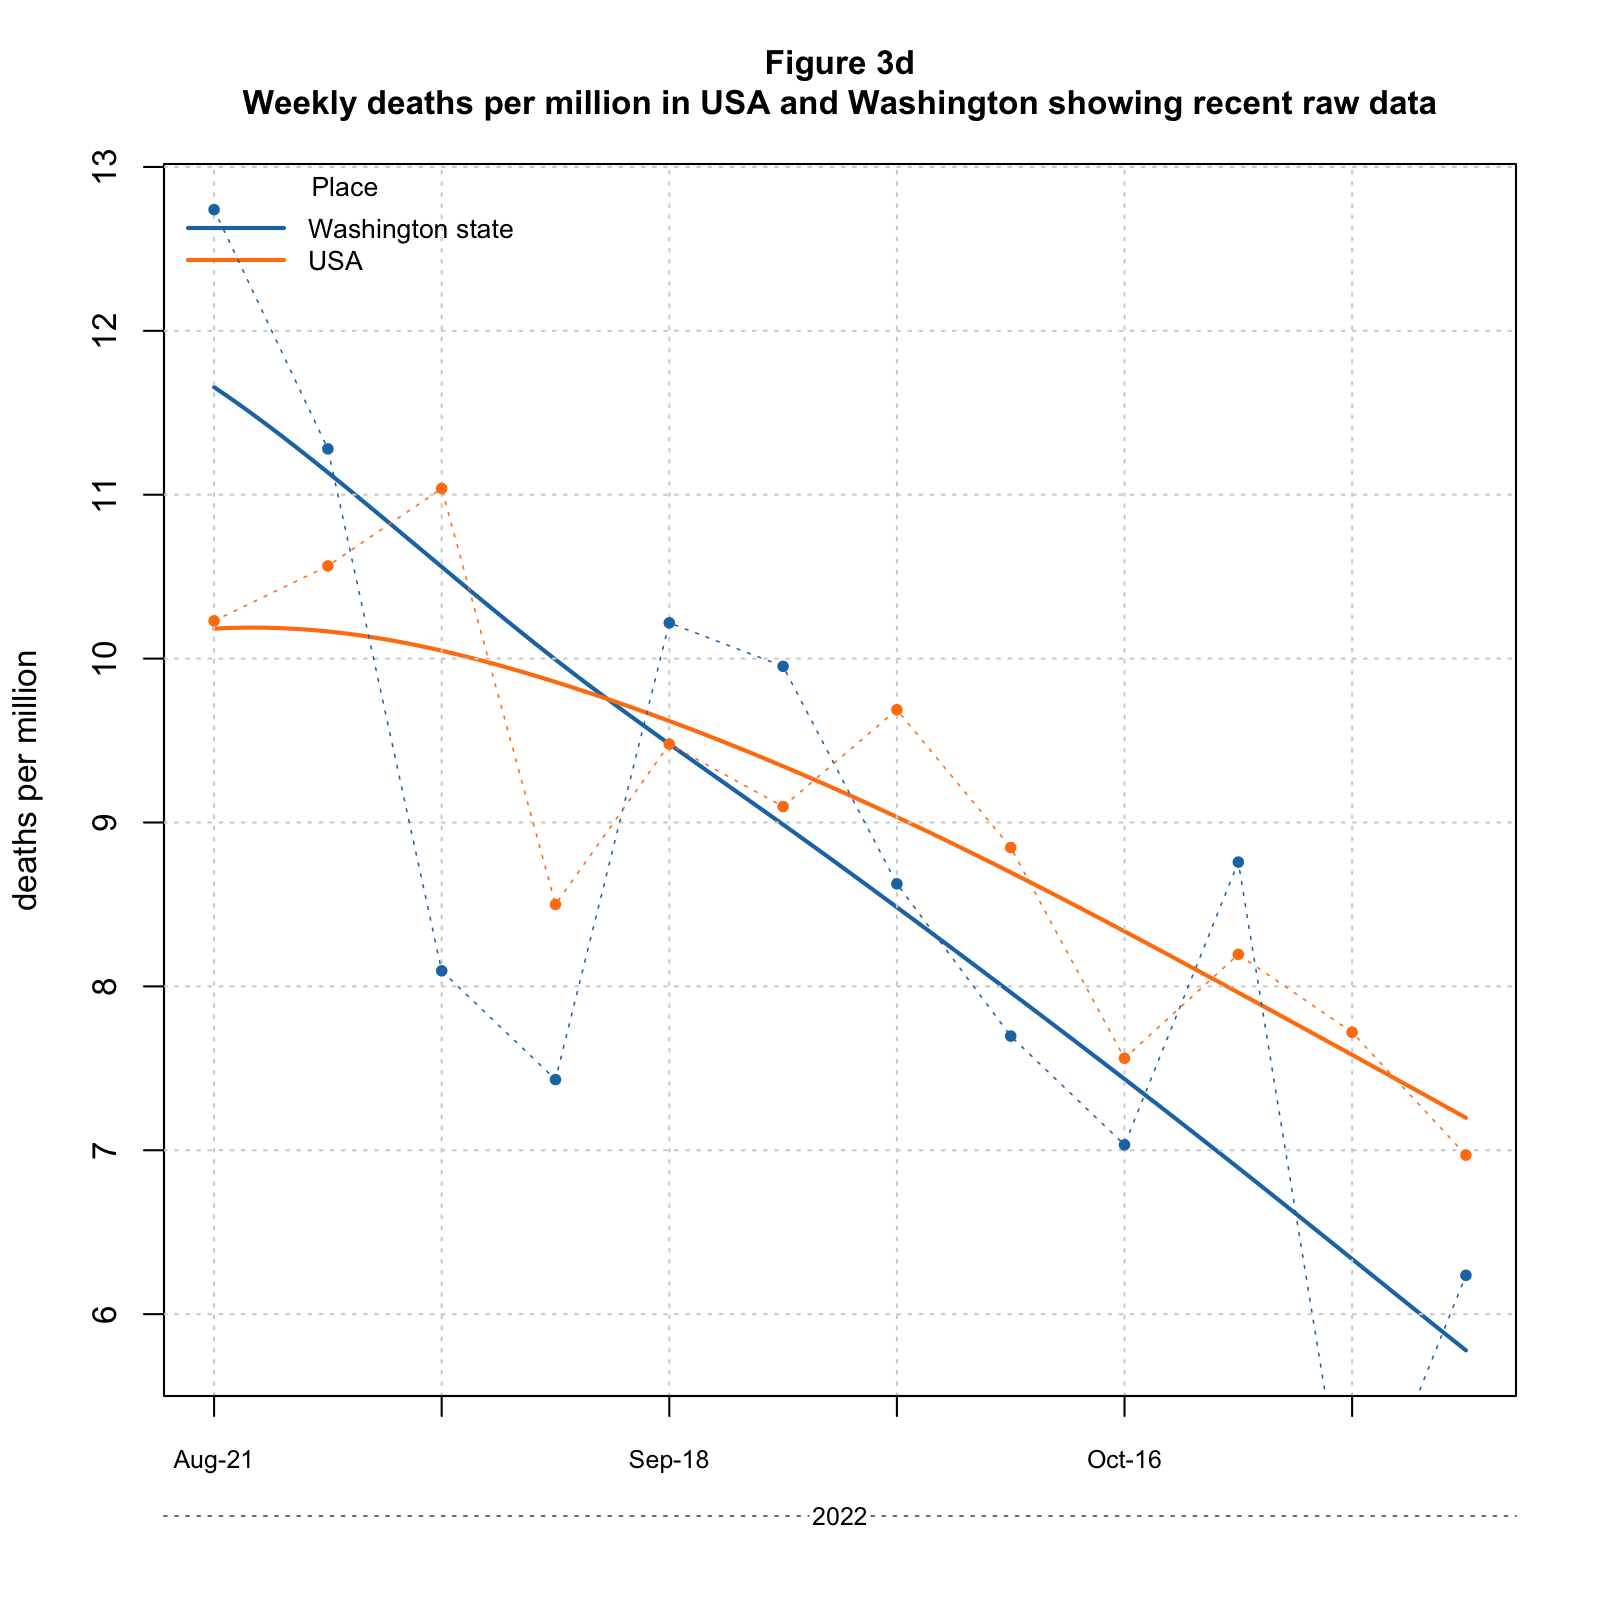 Figure 3d
Weekly deaths per million in USA and Washington showing recent raw data
13
Place
Washington state
USA
12
11
10
9
8
7
6
deaths per million
Aug-21 Sep-18 Oct-16
2022